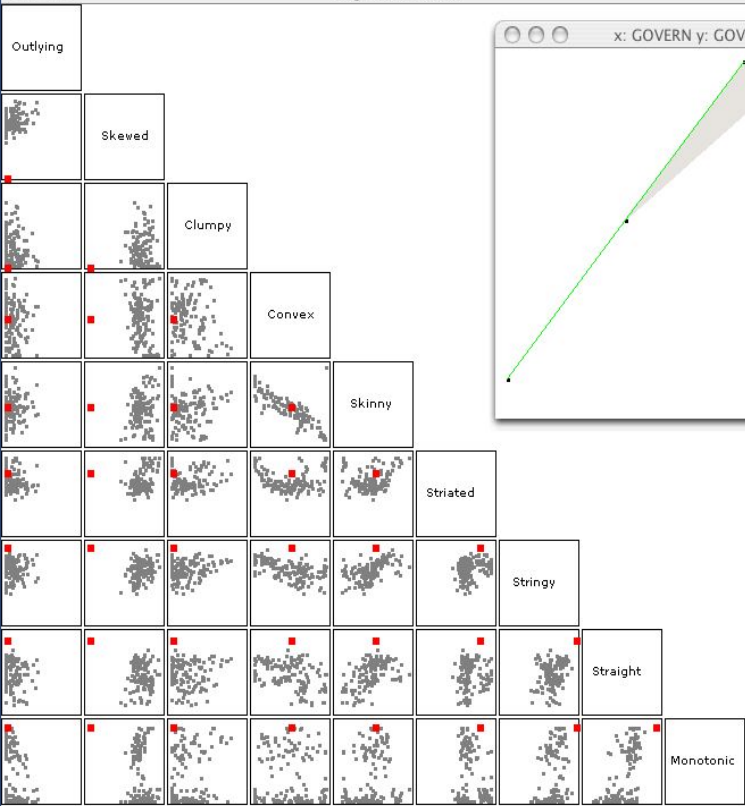 Outlying
x: GOVERN y: GOV
Skewed
Clumpy
Convex
Skinny
Striated
Stringy
Straight
Monotonic